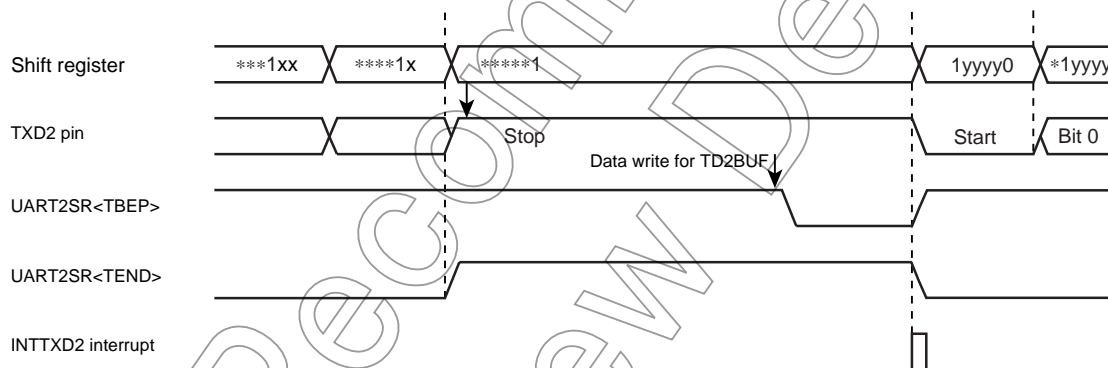 Shift register ***1xx ****1x *****1 1yyyy0 *1yyyy
TXD2 pin Stop Start Bit 0
Data write for TD2BUF
UART2SR<TBEP>
UART2SR<TEND>
INTTXD2 interrupt